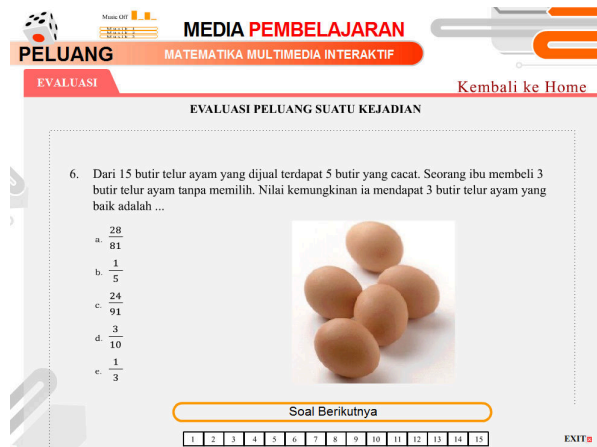 Music Off
MEDIA PEMBELAJARAN
PELUANG
MATEMATIKA MULTIMEDIA INTERAKTIF
EVALUASI
Kembali ke Home
EVALUASI PELUANG SUATU KEJADIAN
6. Dari 15 butir telur ayam yang dijual terdapat 5 butir yang cacat. Seorang ibu membeli 3
butir telur ayam tanpa memilih. Nilai kemungkinan ia mendapat 3 butir telur ayam yang
baik adalah ...
a. 28/81
b. 1/5
c. 24/91
d. 3/10
e. 1/3
Soal Berikutnya
1 2 3 4 5 6 7 8 9 10 11 12 13 14 15
EXIT